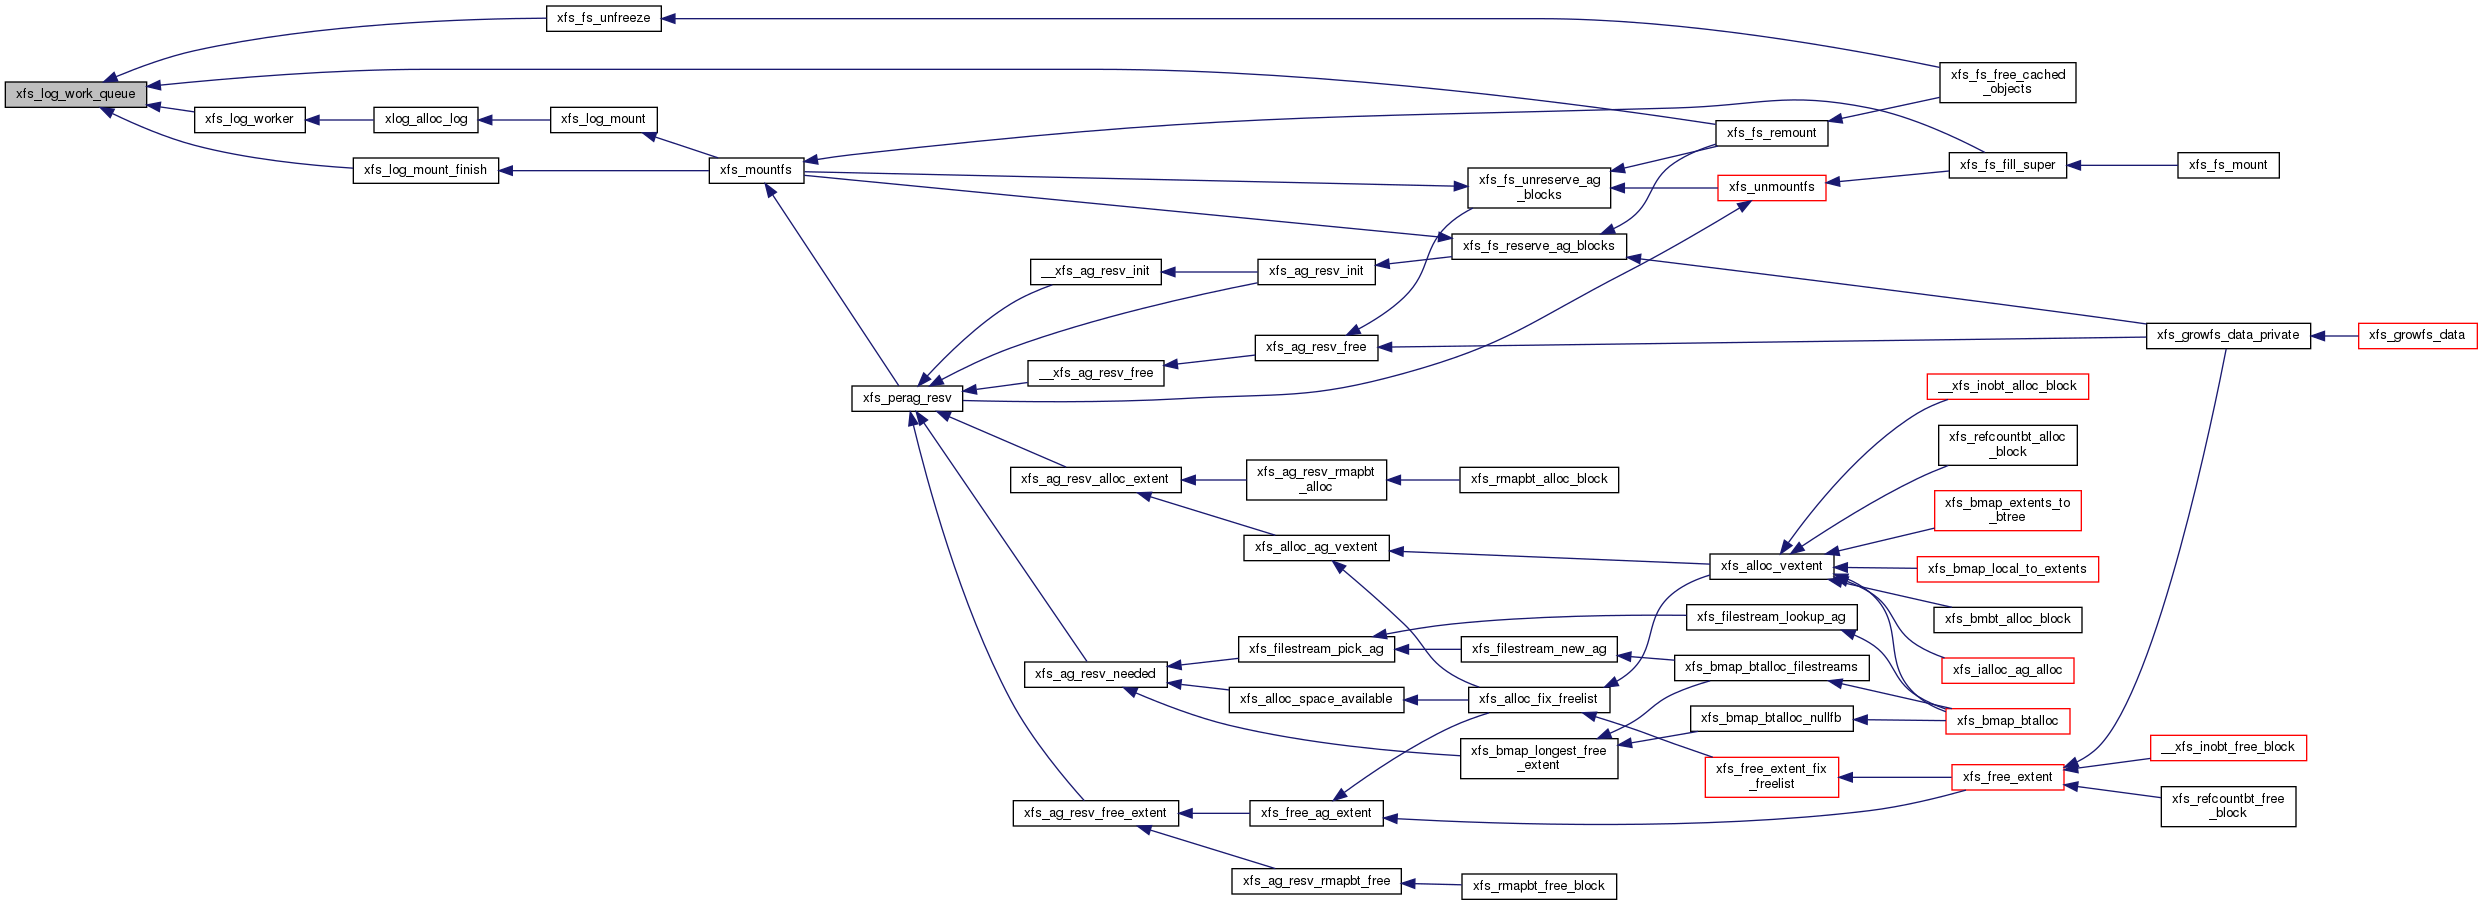 xfs_fs_unfreeze
xfs_log_work_queue
xfs_fs_free_cached
_objects
xfs_log_worker
xlog_alloc_log
xfs_log_mount
xfs_fs_remount
xfs_log_mount_finish
xfs_mountfs
xfs_fs_unreserve_ag
_blocks
xfs_unmountfs
xfs_fs_fill_super
xfs_fs_mount
xfs_fs_reserve_ag_blocks
__xfs_ag_resv_init
xfs_ag_resv_init
xfs_growfs_data_private
xfs_growfs_data
xfs_ag_resv_free
__xfs_ag_resv_free
xfs_perag_resv
__xfs_inobt_alloc_block
xfs_refcountbt_alloc
_block
xfs_ag_resv_alloc_extent
xfs_ag_resv_rmapbt
_alloc
xfs_rmapbt_alloc_block
xfs_bmap_extents_to
_btree
xfs_alloc_ag_vextent
xfs_alloc_vextent
xfs_bmap_local_to_extents
xfs_filestream_lookup_ag
xfs_bmbt_alloc_block
xfs_filestream_pick_ag
xfs_filestream_new_ag
xfs_bmap_btalloc_filestreams
xfs_ialloc_ag_alloc
xfs_ag_resv_needed
xfs_alloc_space_available
xfs_alloc_fix_freelist
xfs_bmap_btalloc_nullfb
xfs_bmap_btalloc
xfs_bmap_longest_free
_extent
xfs_free_extent_fix
_freelist
xfs_free_extent
__xfs_inobt_free_block
xfs_refcountbt_free
_block
xfs_ag_resv_free_extent
xfs_free_ag_extent
xfs_ag_resv_rmapbt_free
xfs_rmapbt_free_block